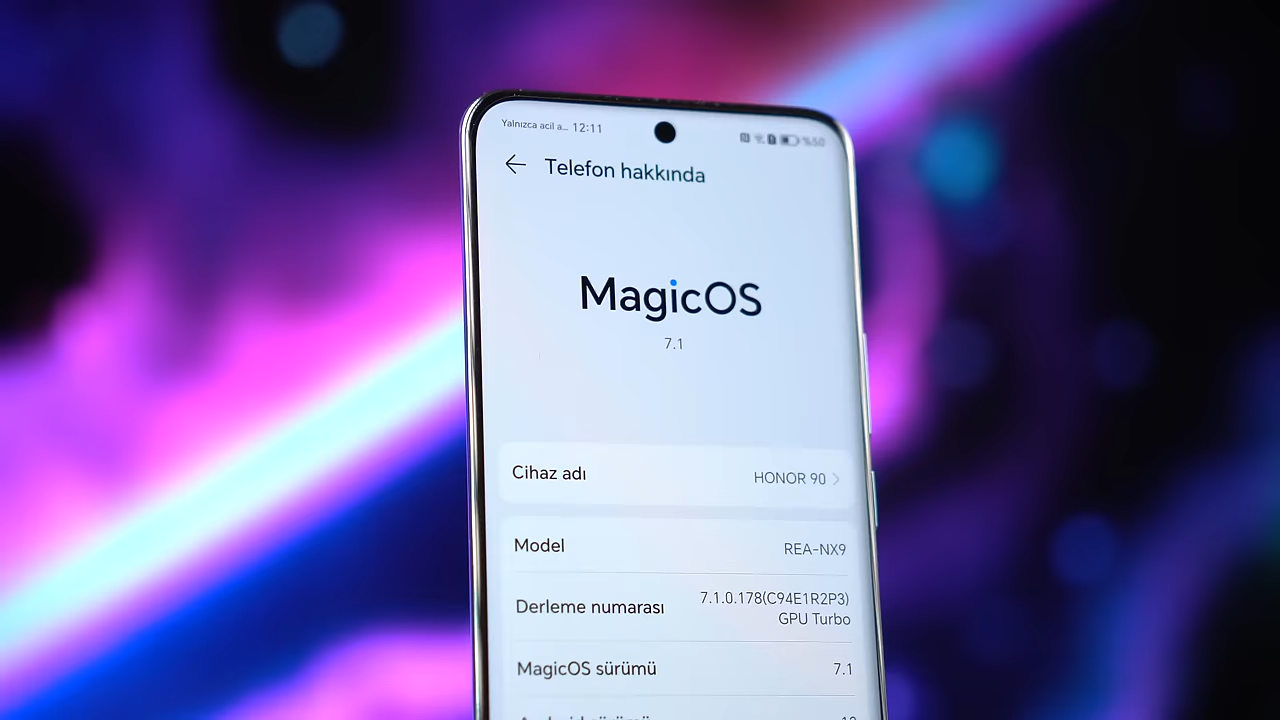 Yalnızca acil a... 12:11 %50
Telefon hakkında
MagicOS
7.1
Cihaz adı HONOR 90
Model REA-NX9
Derleme numarası 7.1.0.178(C94E1R2P3)
GPU Turbo
MagicOS sürümü 7.1